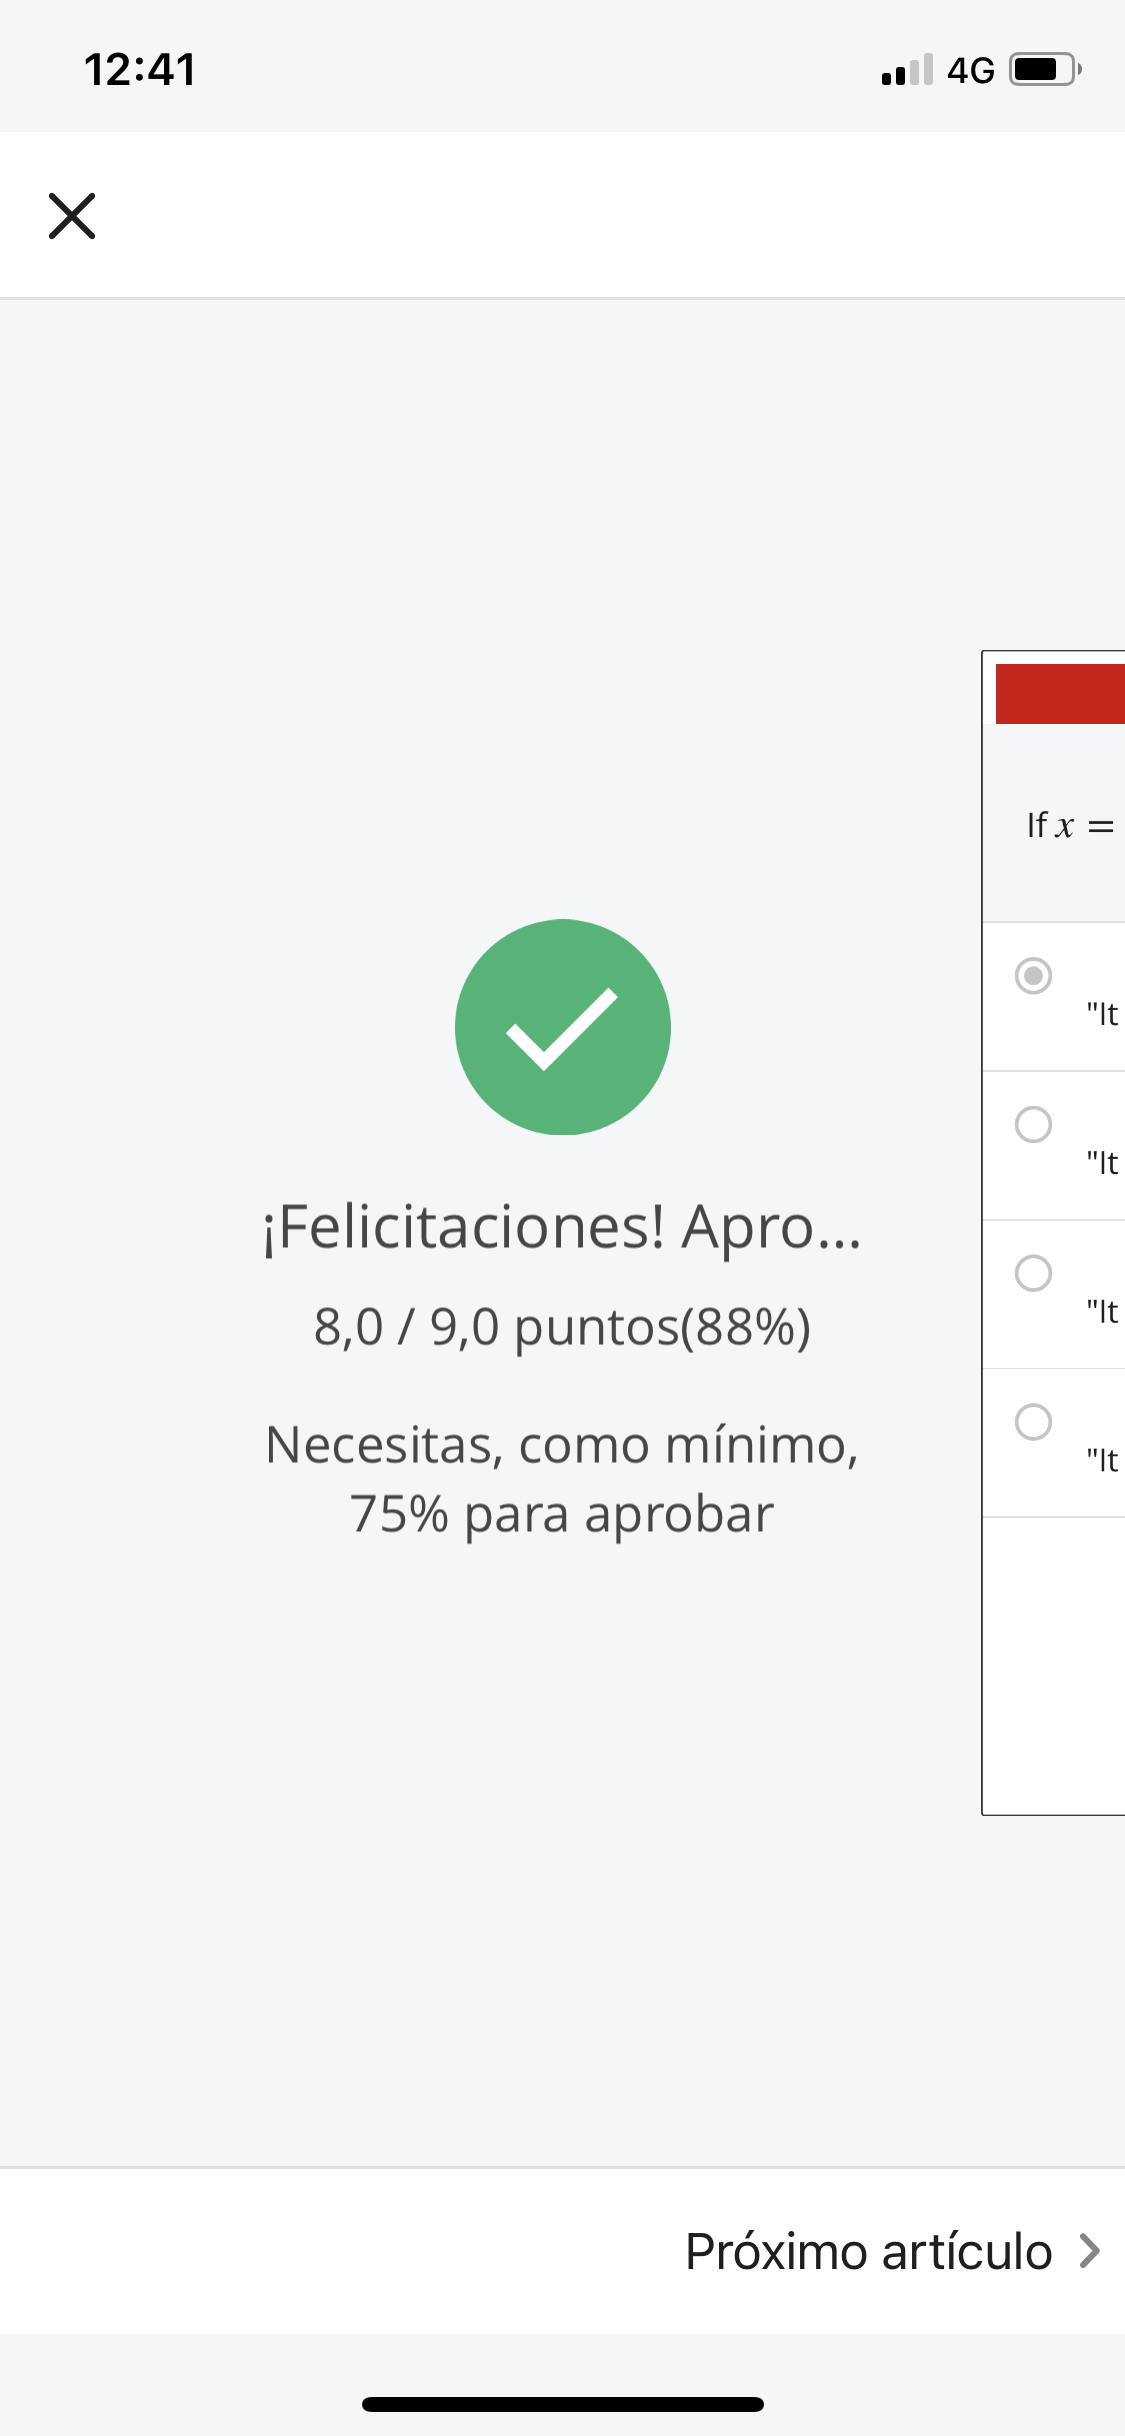 12:41
4G
¡Felicitaciones! Apro...
8,0 / 9,0 puntos(88%)
Necesitas, como mínimo,
75% para aprobar
If x =
"It
"It
"It
"It
Próximo artículo